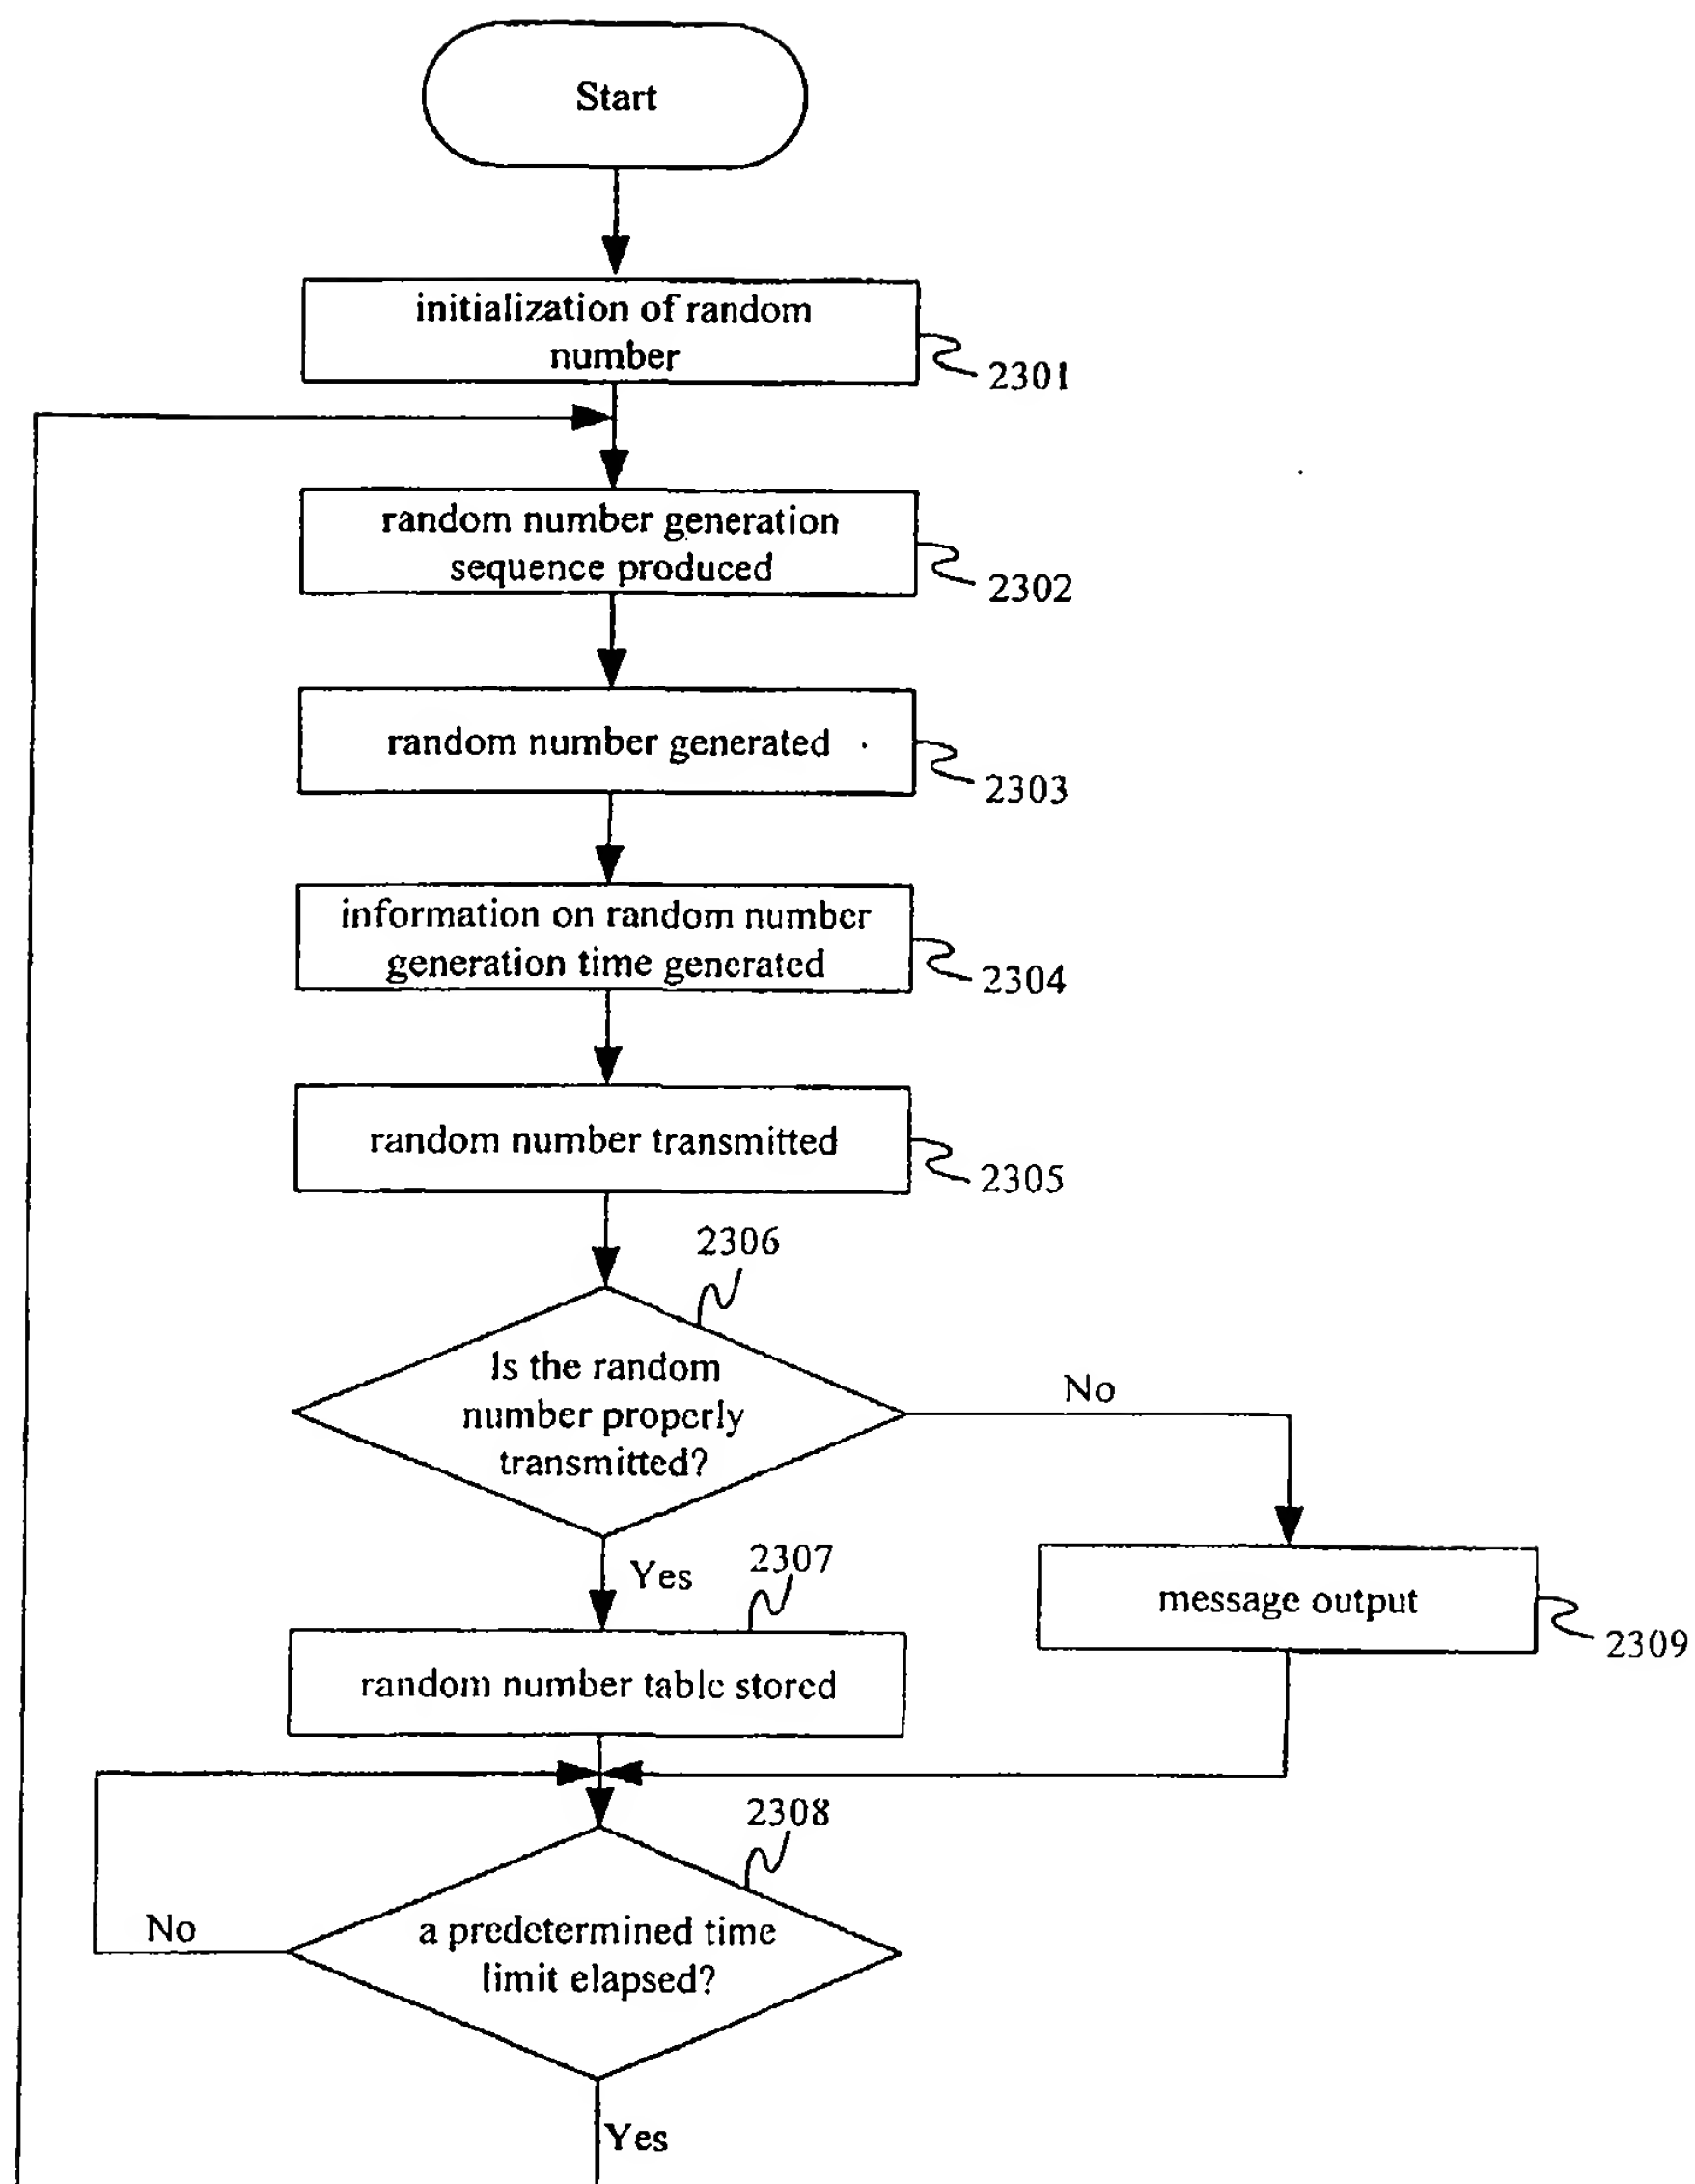 Start
initialization of random
number
2301
random number generation
sequence produced
2302
random number generated
2303
information on random number
generation time generated
2304
random number transmitted
2305
2306
Is the random
number properly
transmitted?
No
Yes
2307
message output
2309
random number table stored
2308
No
a predetermined time
limit elapsed?
Yes